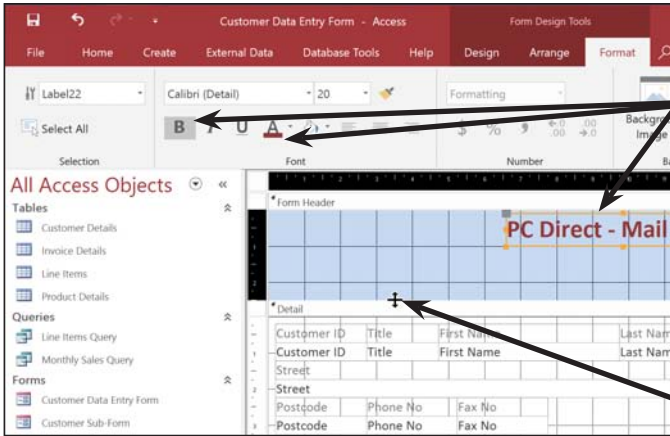 Customer Data Entry Form - Access
Form Design Tools
File Home Create External Data Database Tools Help Design Arrange Format
Label22
Calibri (Detail) 20
Formatting
Select All
B I U A
$ % 9 .00
Image
Selection
Font
Number
All Access Objects
Form Header
Tables
Customer Details
PC Direct - Mail
Invoice Details
Line Items
Product Details
Detail
Queries
Line Items Query
Customer ID Title First Name Last Nam
Monthly Sales Query
Customer ID Title First Name Last Nam
Street
Forms
Street
Customer Data Entry Form
Postcode Phone No Fax No
Customer Sub-Form
Postcode Phone No Fax No